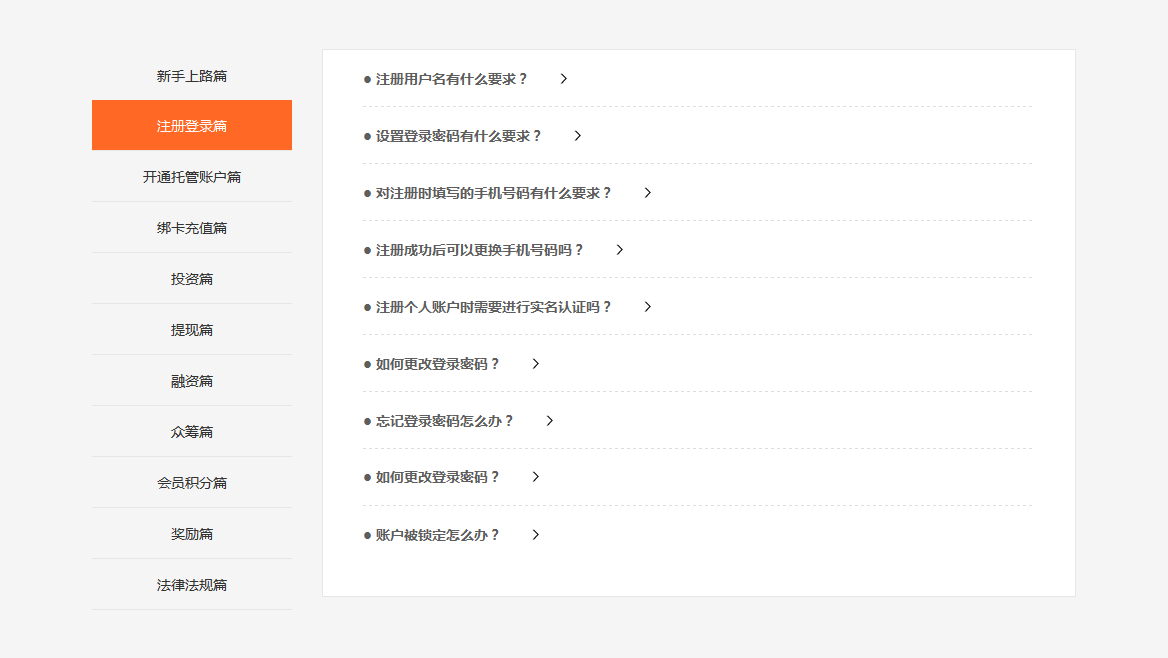 新手上路篇
注册登录篇
开通托管账户篇
绑卡充值篇
投资篇
提现篇
融资篇
众筹篇
会员积分篇
奖励篇
法律法规篇
● 注册用户名有什么要求？
● 设置登录密码有什么要求？
● 对注册时填写的手机号码有什么要求？
● 注册成功后可以更换手机号码吗？
● 注册个人账户时需要进行实名认证吗？
● 如何更改登录密码？
● 忘记登录密码怎么办？
● 如何更改登录密码？
● 账户被锁定怎么办？